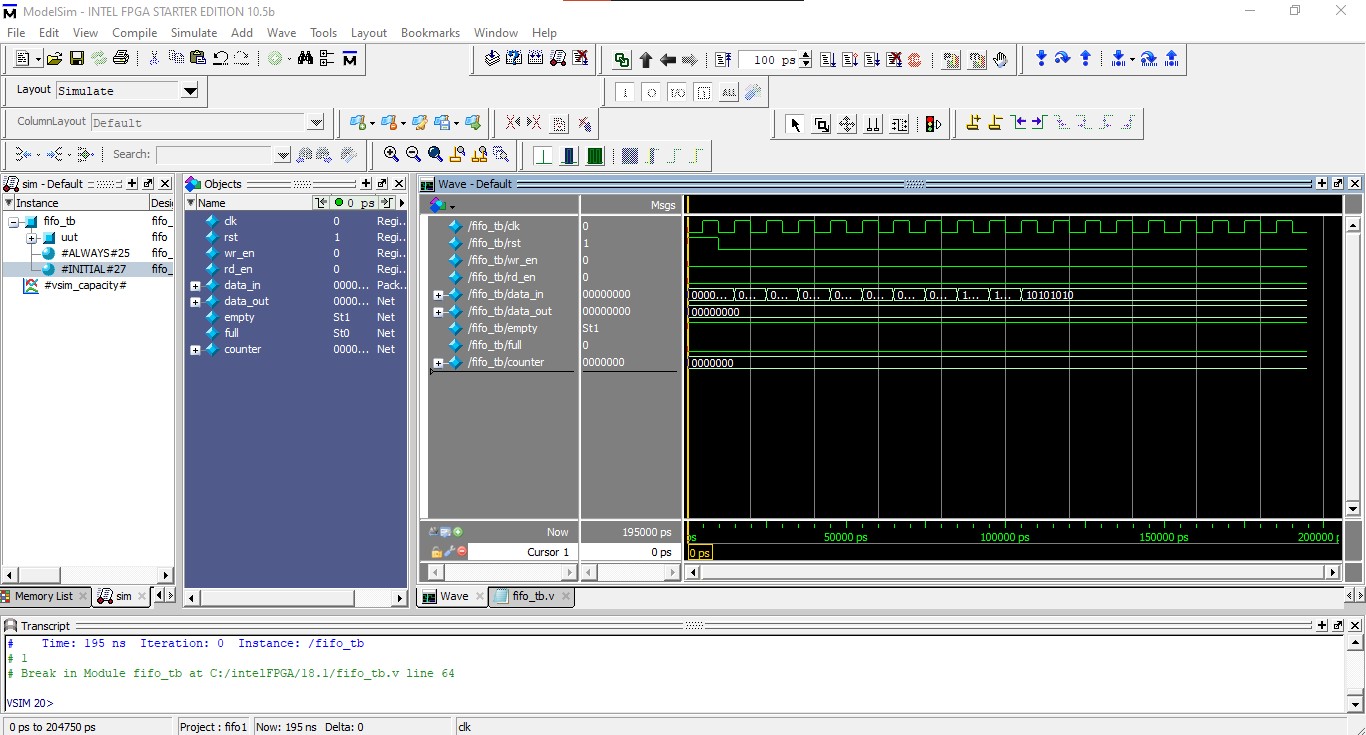 ModelSim - INTEL FPGA STARTER EDITION 10.5b
File Edit View Compile Simulate Add Wave Tools Layout Bookmarks Window Help
100 ps
Layout Simulate
ColumnLayout Default
Search:
sim - Default
Instance Desi
fifo_tb fifo_
uut fifo
#ALWAYS#25 fifo_
#INITIAL#27 fifo_
#vsim_capacity#
Objects
Name 0 ps
clk 0 Regi...
rst 1 Regi...
wr_en 0 Regi...
rd_en 0 Regi...
data_in 0000... Pack...
data_out 0000... Net
empty St1 Net
full St0 Net
counter 0000... Net
Wave - Default
Msgs
/fifo_tb/clk 0
/fifo_tb/rst 1
/fifo_tb/wr_en 0
/fifo_tb/rd_en 0
/fifo_tb/data_in 00000000 0000... 0... 0... 0... 0... 0... 0... 0... 1... 1... 10101010
/fifo_tb/data_out 00000000 00000000
/fifo_tb/empty St1
/fifo_tb/full 0
/fifo_tb/counter 0000000 0000000
Now 195000 ps ps 50000 ps 100000 ps 150000 ps 200000 p
Cursor 1 0 ps 0 ps
Memory List sim
Wave fifo_tb.v
Transcript
# Time: 195 ns Iteration: 0 Instance: /fifo_tb
# 1
# Break in Module fifo_tb at C:/intelFPGA/18.1/fifo_tb.v line 64
VSIM 20>
0 ps to 204750 ps Project : fifo1 Now: 195 ns Delta: 0 clk